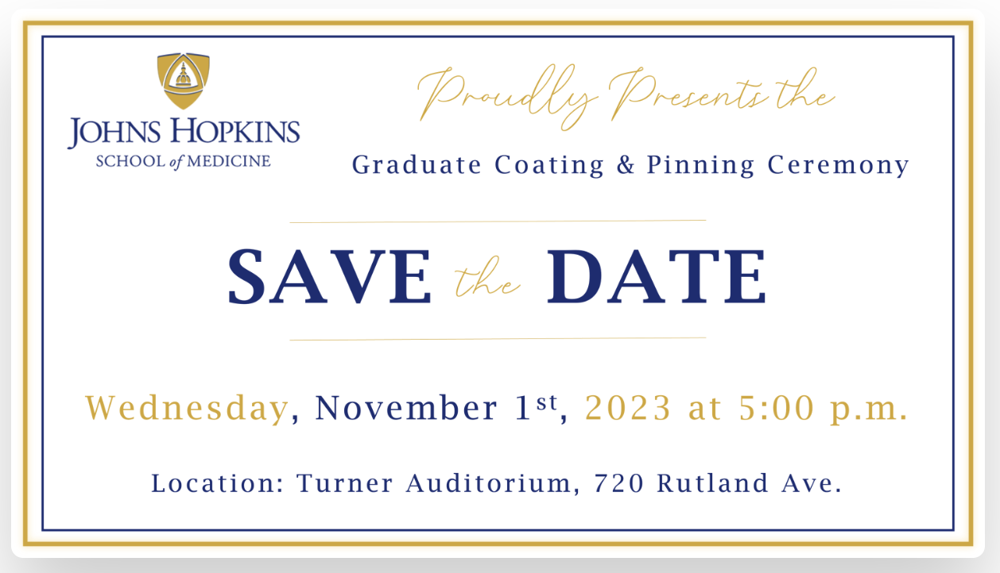 JOHNS HOPKINS
SCHOOL of MEDICINE
Proudly Presents the
Graduate Coating & Pinning Ceremony
SAVE the DATE
Wednesday, November 1st, 2023 at 5:00 p.m.
Location: Turner Auditorium, 720 Rutland Ave.